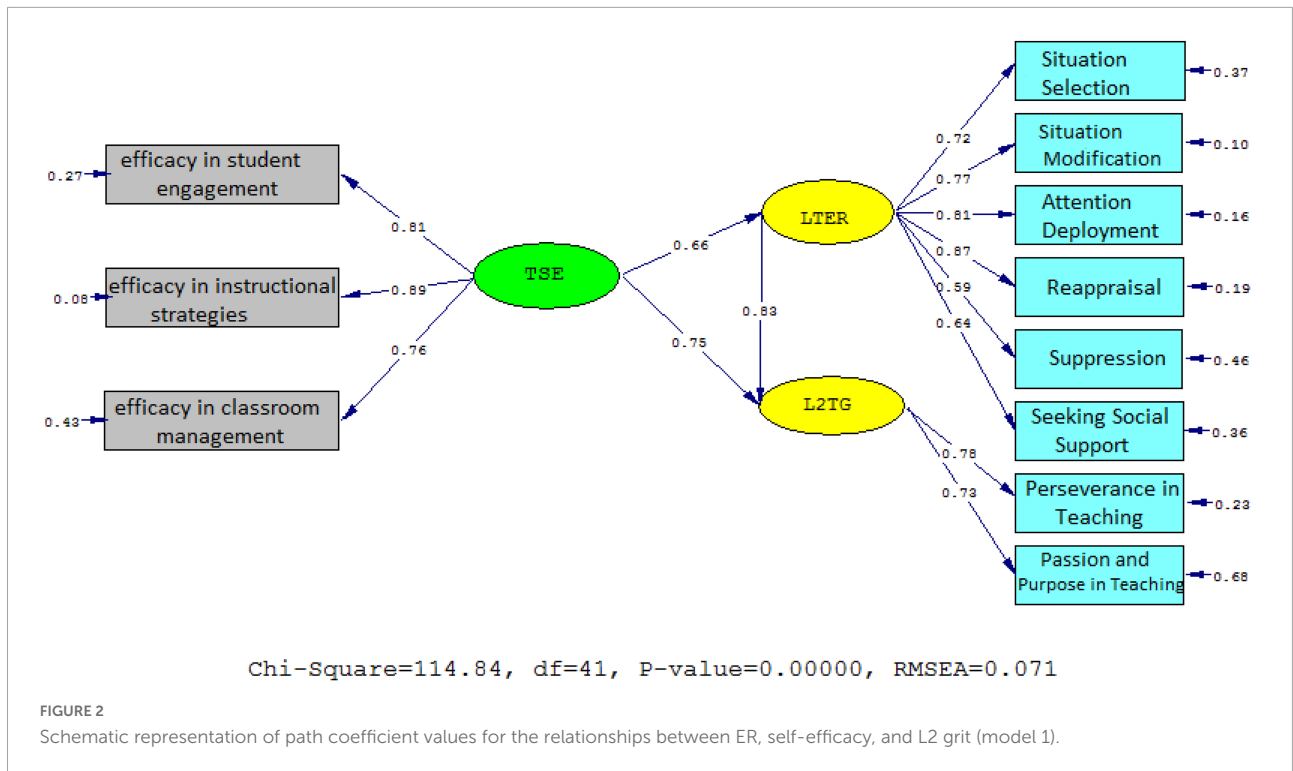 Situation
Selection
0.37
0.72
Situation
Modification
0.10
0.77
efficacy in student
engagement
0.27
0.81
LTER
0.81
Attention
Deployment
0.16
0.66
0.87
TSE
Reappraisal
0.19
efficacy in instructional
strategies
0.08
0.89
0.59
0.83
0.64
0.75
0.76
Suppression
0.46
efficacy in classroom
management
0.43
L2TG
Seeking Social
Support
0.36
0.78
0.73
Perseverance in
Teaching
0.23
Passion and
Purpose in Teaching
0.68
Chi-Square=114.84, df=41, P-value=0.00000, RMSEA=0.071
FIGURE 2
Schematic representation of path coefficient values for the relationships between ER, self-efficacy, and L2 grit (model 1).